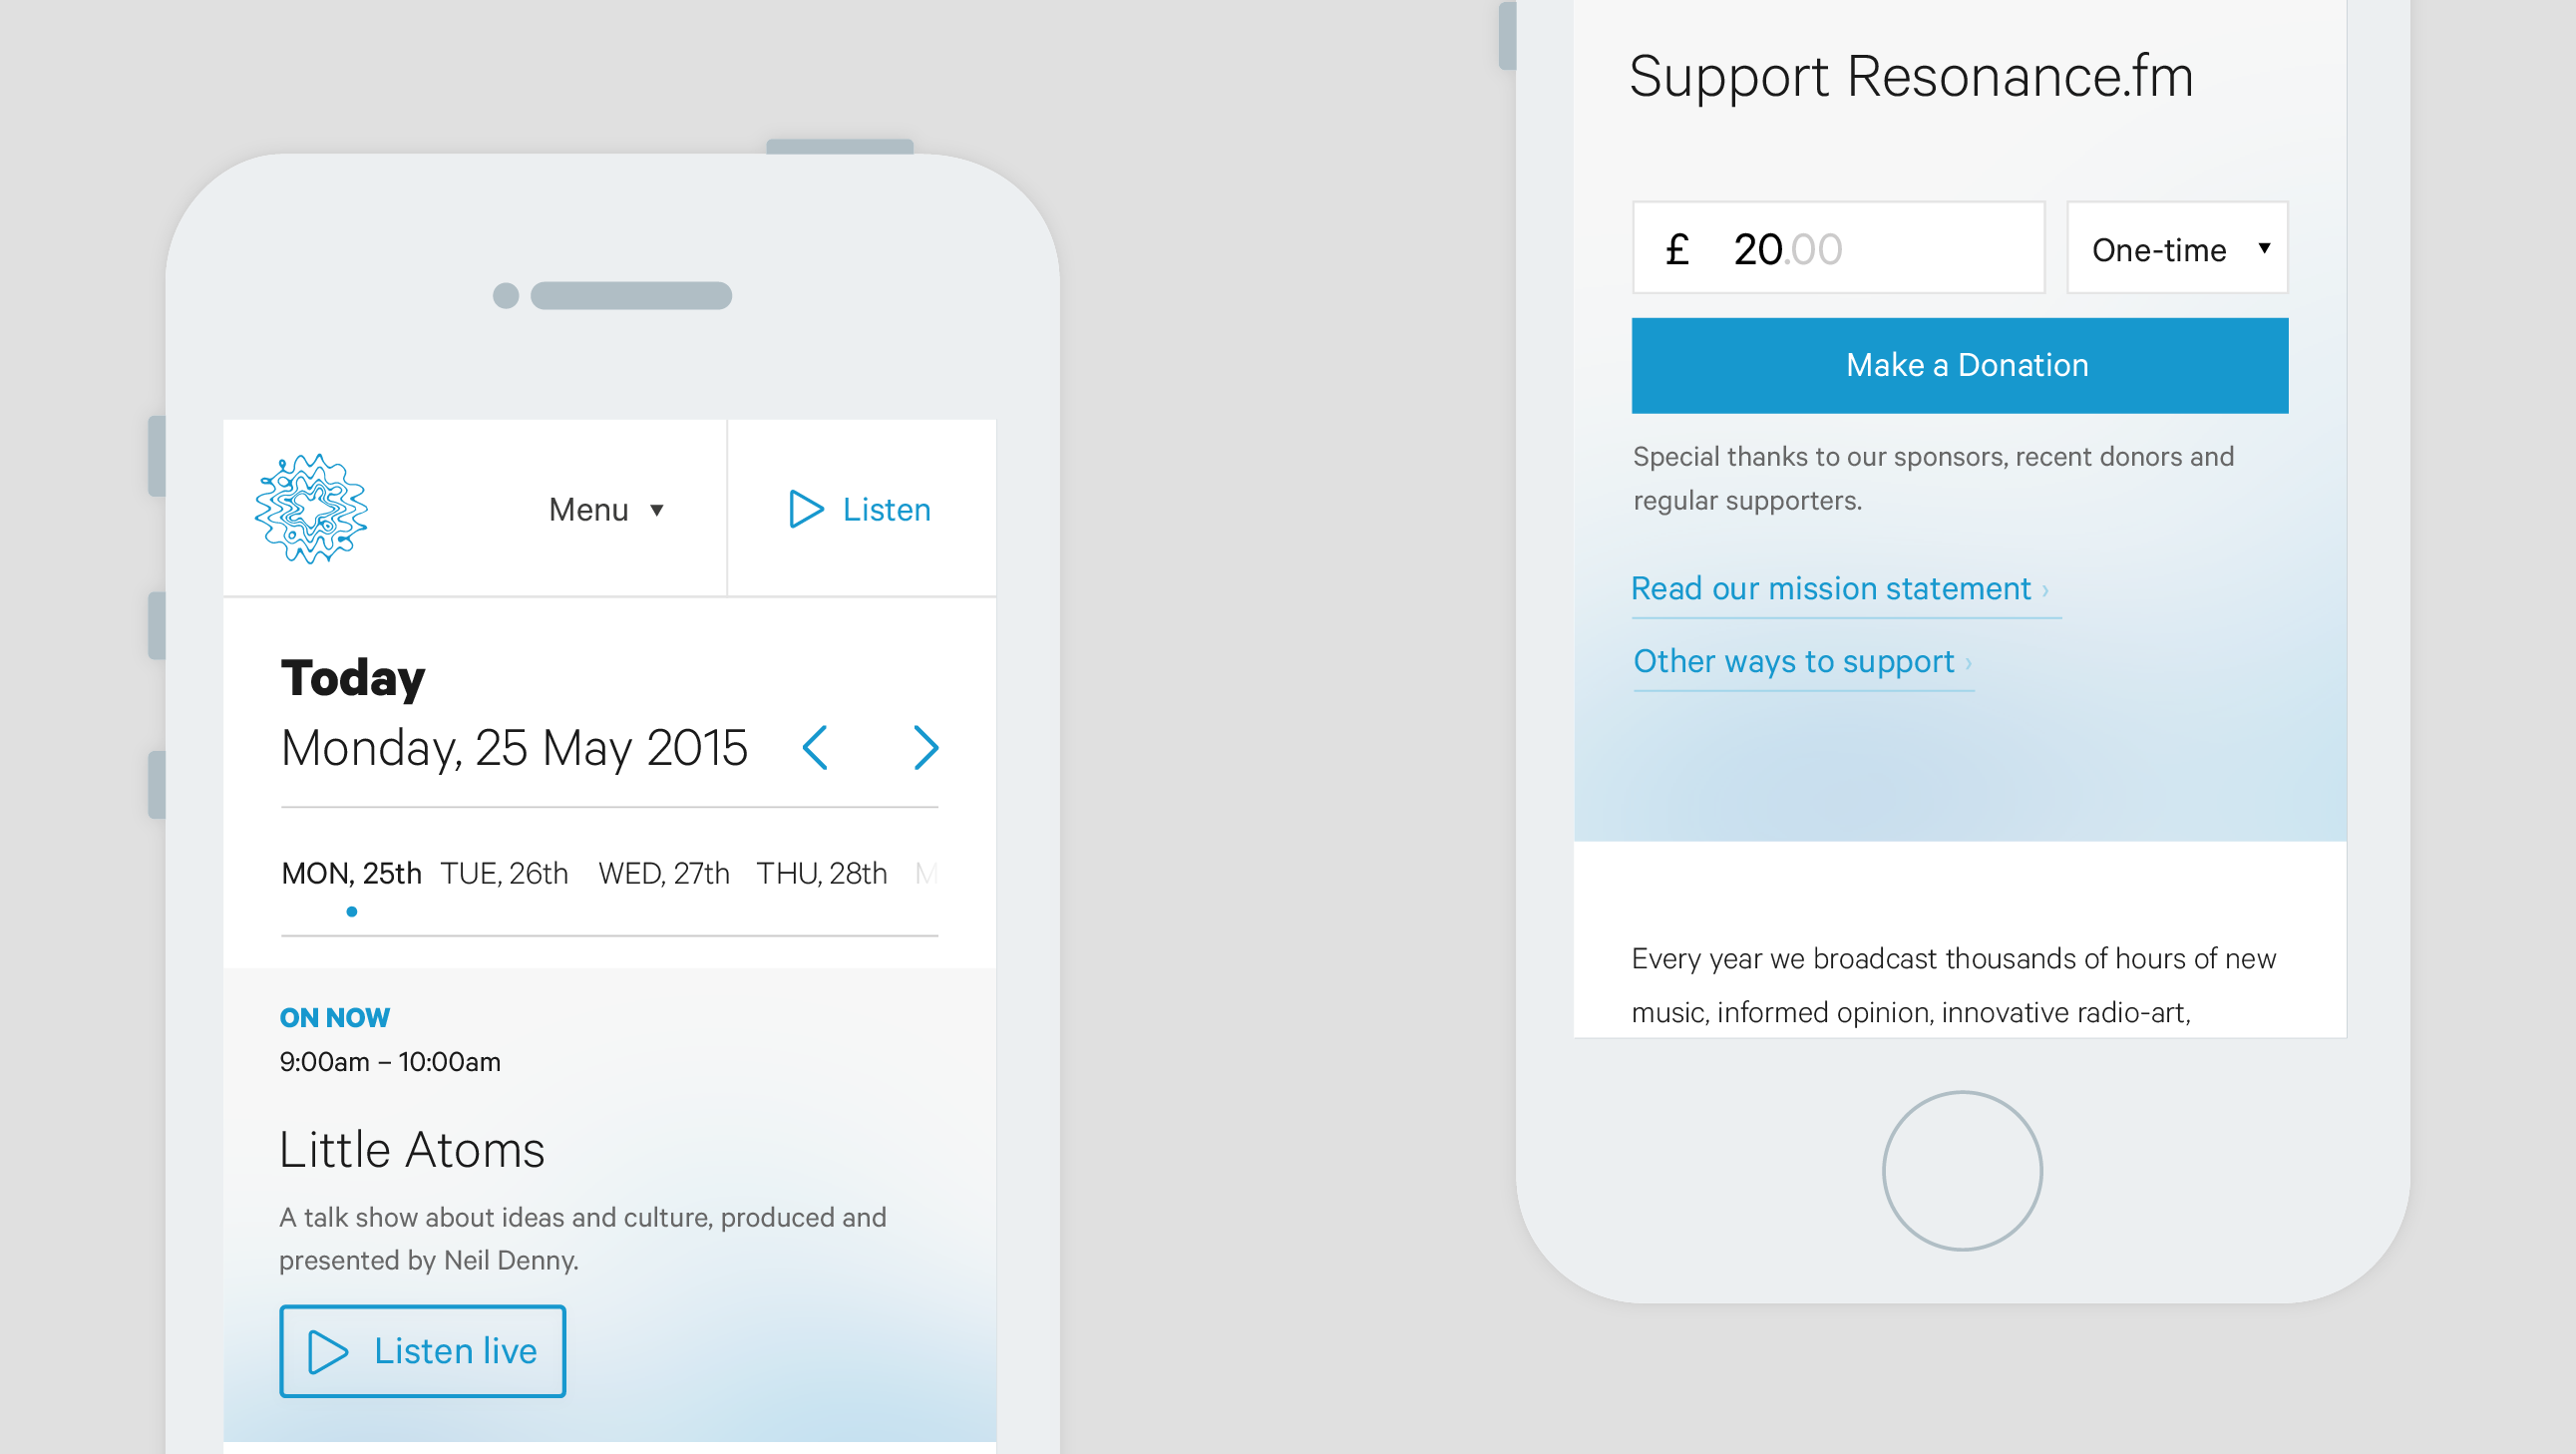 Menu ▼
Listen
Today
Monday, 25 May 2015
MON, 25th TUE, 26th WED, 27th THU, 28th M
ON NOW
9:00am – 10:00am
Little Atoms
A talk show about ideas and culture, produced and
presented by Neil Denny.
Listen live
Support Resonance.fm
£ 20.00
One-time ▼
Make a Donation
Special thanks to our sponsors, recent donors and
regular supporters.
Read our mission statement ›
Other ways to support ›
Every year we broadcast thousands of hours of new
music, informed opinion, innovative radio-art,